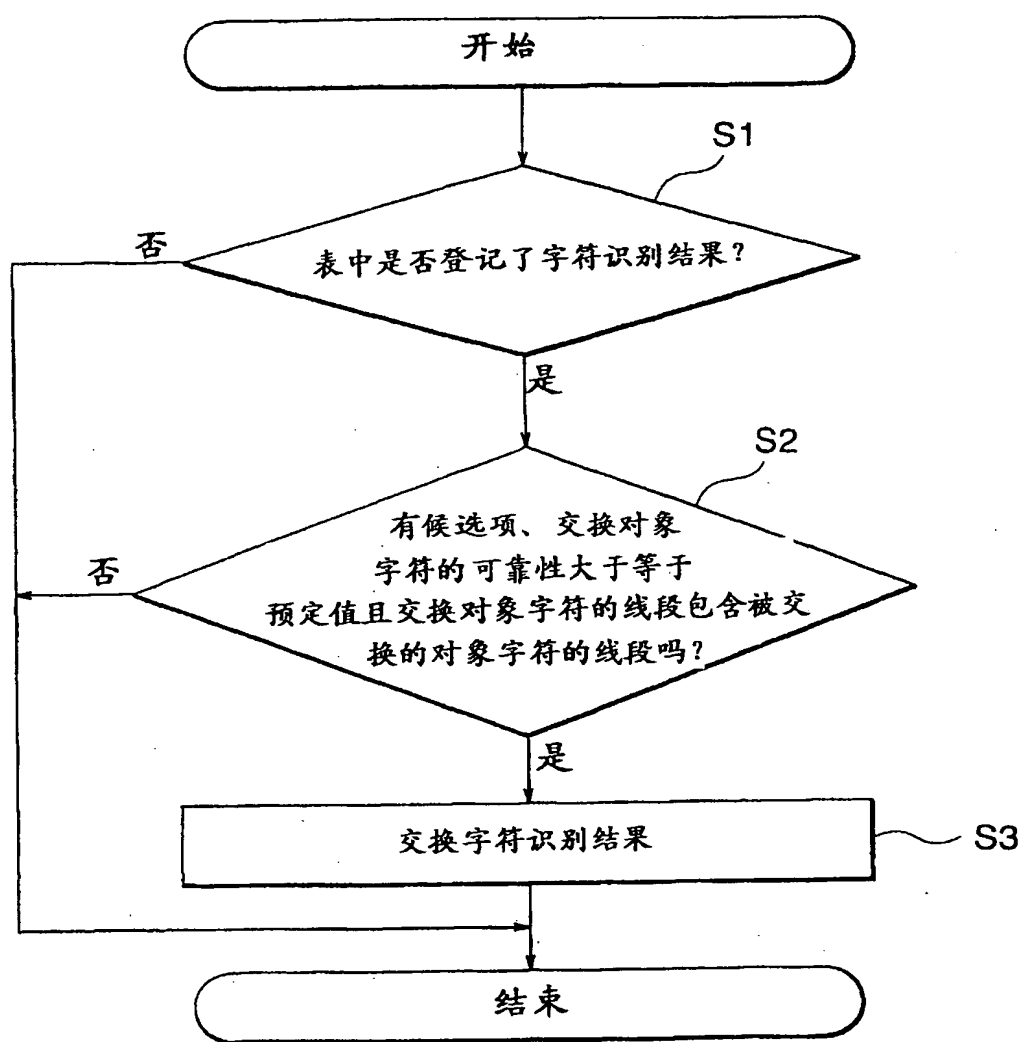 开始
S1
否
表中是否登记了字符识别结果？
是
S2
有候选项、交换对象
否
字符的可靠性大于等于
预定值且交换对象字符的线段包含被交
换的对象字符的线段吗？
是
交换字符识别结果
S3
结束